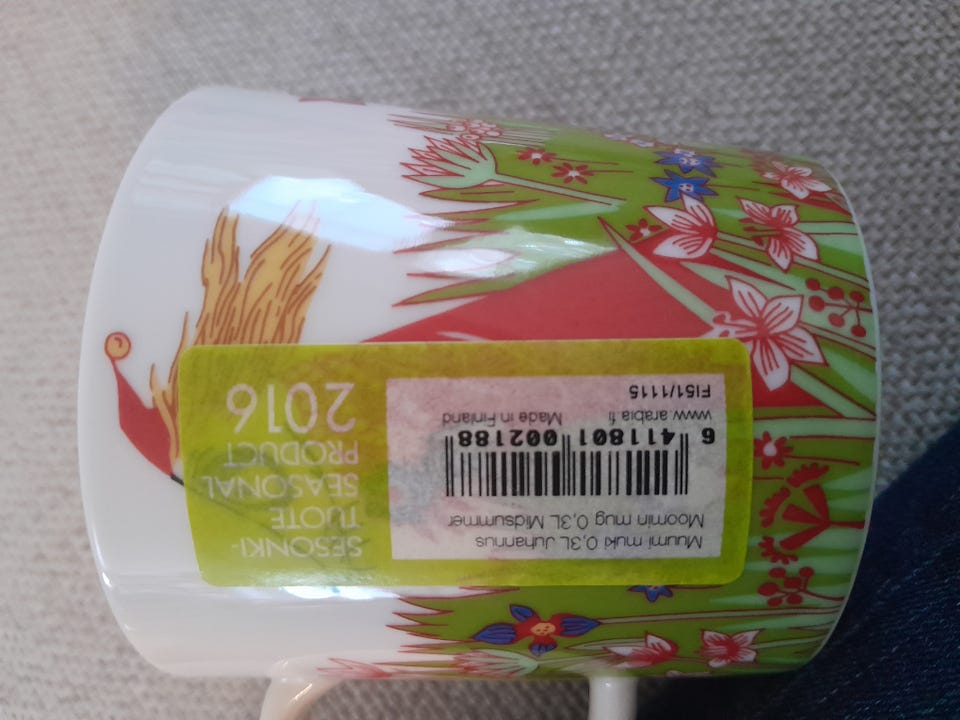 SESONKI-
TUOTE
SEASONAL
PRODUCT
2016
Muumi muki 0,3L Juhannus
Moomin mug 0,3L Midsummer
6 411801 002188
www.arabia.fi Made in Finland
FI51/1115